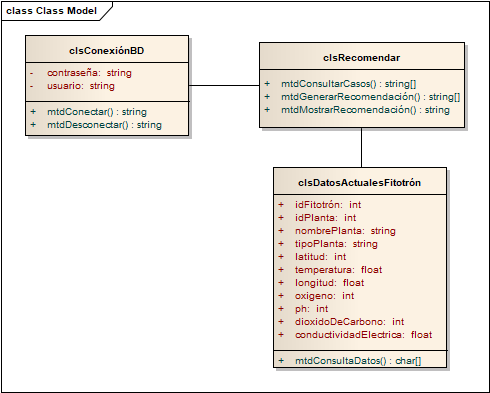 class Class Model
clsConexiónBD
- contraseña: string
- usuario: string
+ mtdConectar() : string
+ mtdDesconectar() : string
clsRecomendar
+ mtdConsultarCasos() : string[]
+ mtdGenerarRecomendación() : string[]
+ mtdMostrarRecomendación() : string
clsDatosActualesFitotrón
+ idFitotrón: int
+ idPlanta: int
+ nombrePlanta: string
+ tipoPlanta: string
+ latitud: int
+ temperatura: float
+ longitud: float
+ oxigeno: int
+ ph: int
+ dioxidoDeCarbono: int
+ conductividadElectrica: float
+ mtdConsultaDatos() : char[]